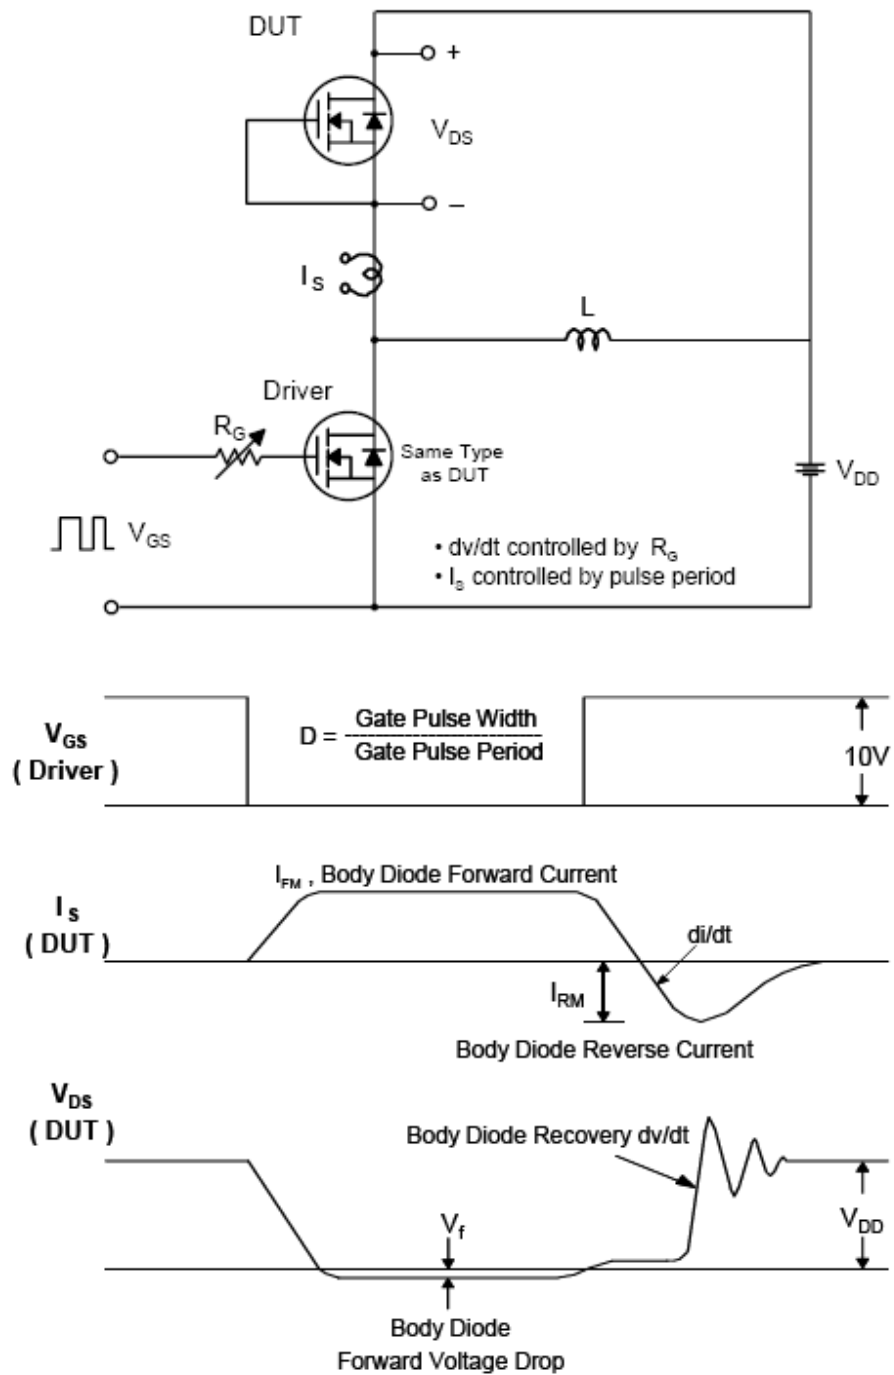 DUT
+
V_DS
–
I_S
L
Driver
R_G
Same Type
as DUT
V_DD
V_GS
• dv/dt controlled by R_G
• I_S controlled by pulse period
V_GS
( Driver )
D = Gate Pulse Width
Gate Pulse Period
10V
I_FM , Body Diode Forward Current
I_S
( DUT )
di/dt
I_RM
Body Diode Reverse Current
V_DS
( DUT )
Body Diode Recovery dv/dt
V_f
V_DD
Body Diode
Forward Voltage Drop